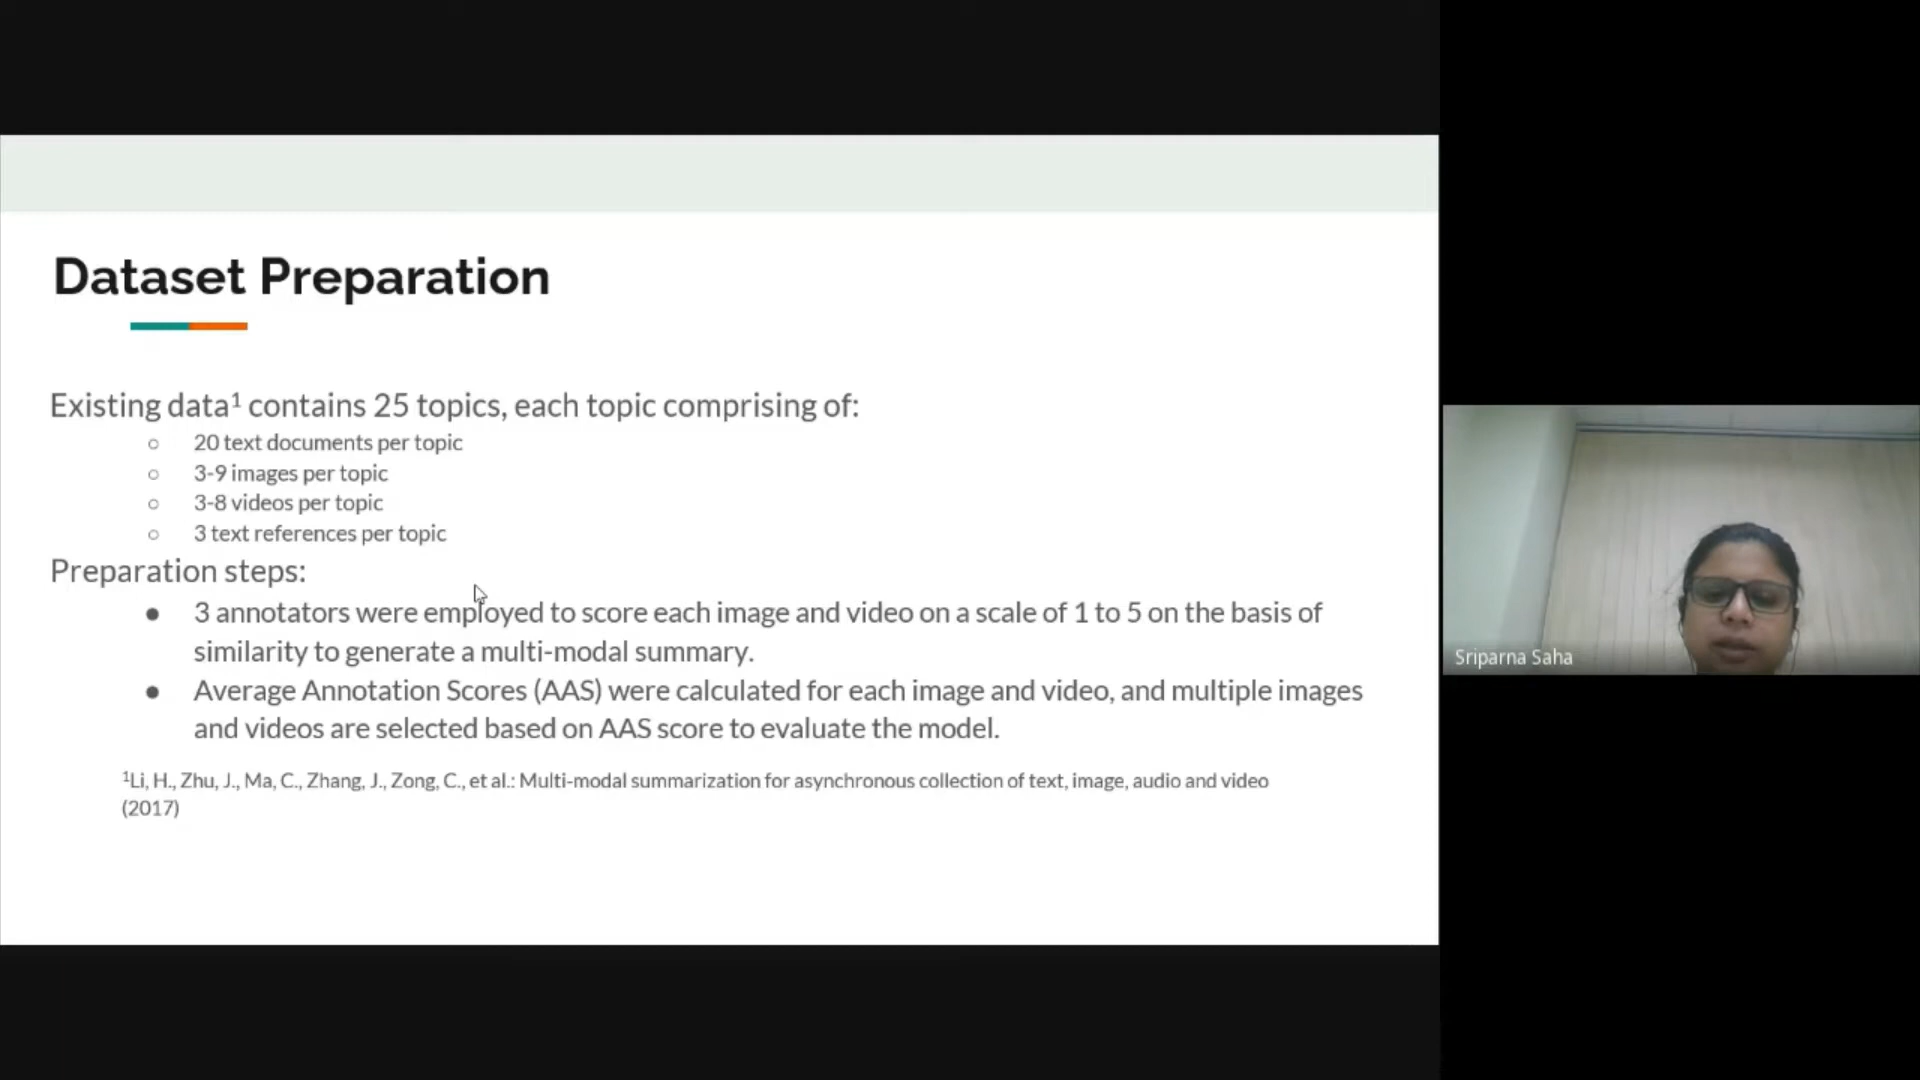 Dataset Preparation
Existing data¹ contains 25 topics, each topic comprising of:
○ 20 text documents per topic
○ 3-9 images per topic
○ 3-8 videos per topic
○ 3 text references per topic
Preparation steps:
● 3 annotators were employed to score each image and video on a scale of 1 to 5 on the basis of
similarity to generate a multi-modal summary.
● Average Annotation Scores (AAS) were calculated for each image and video, and multiple images
and videos are selected based on AAS score to evaluate the model.
¹Li, H., Zhu, J., Ma, C., Zhang, J., Zong, C., et al.: Multi-modal summarization for asynchronous collection of text, image, audio and video
(2017)
Sriparna Saha